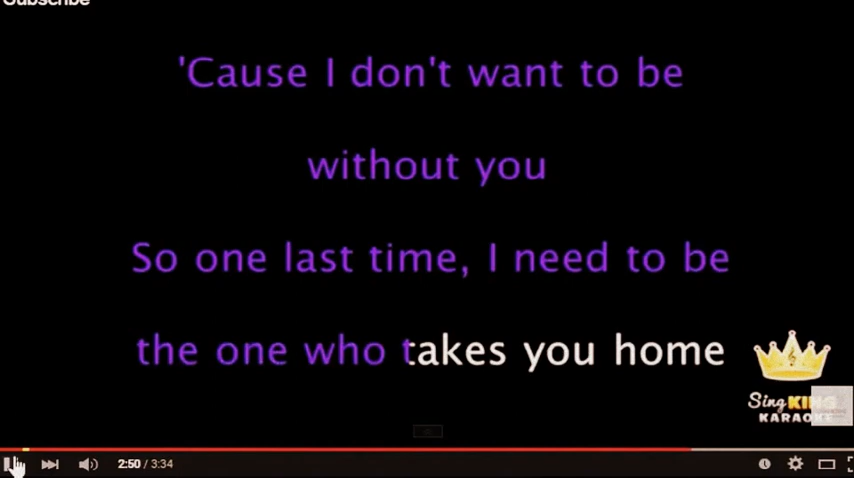 Subscribe
'Cause I don't want to be
without you
So one last time, I need to be
the one who takes you home
Sing KING
KARAOKE
2:50 / 3:34